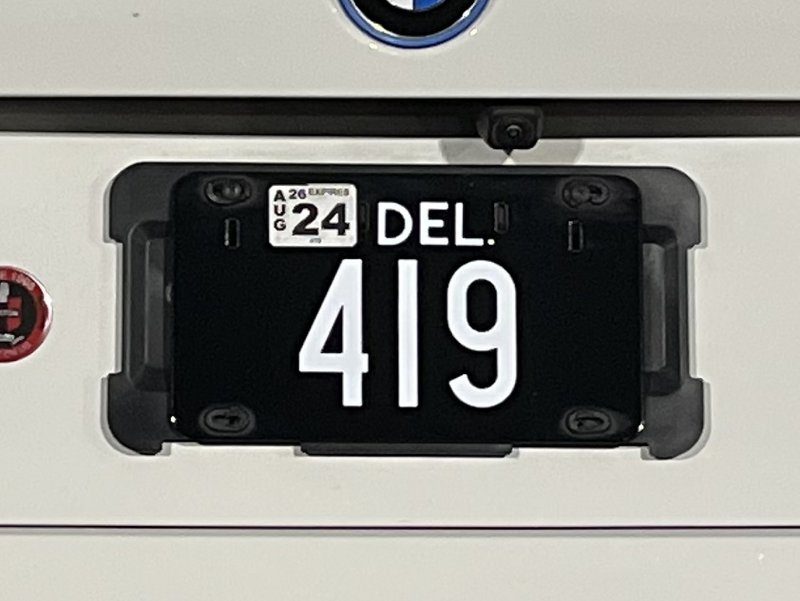 AUG 26 EXPIRES
24 DEL.
419